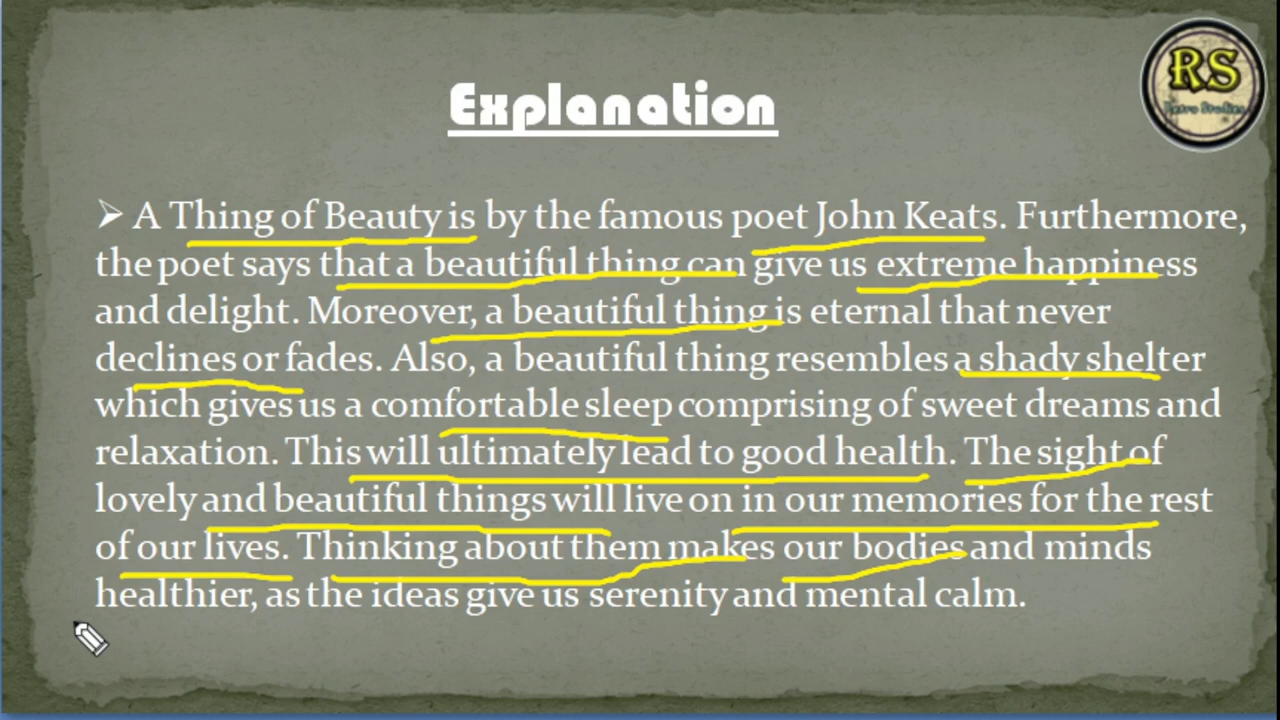 RS
Retro Studies
Explanation
➢ A Thing of Beauty is by the famous poet John Keats. Furthermore,
the poet says that a beautiful thing can give us extreme happiness
and delight. Moreover, a beautiful thing is eternal that never
declines or fades. Also, a beautiful thing resembles a shady shelter
which gives us a comfortable sleep comprising of sweet dreams and
relaxation. This will ultimately lead to good health. The sight of
lovely and beautiful things will live on in our memories for the rest
of our lives. Thinking about them makes our bodies and minds
healthier, as the ideas give us serenity and mental calm.